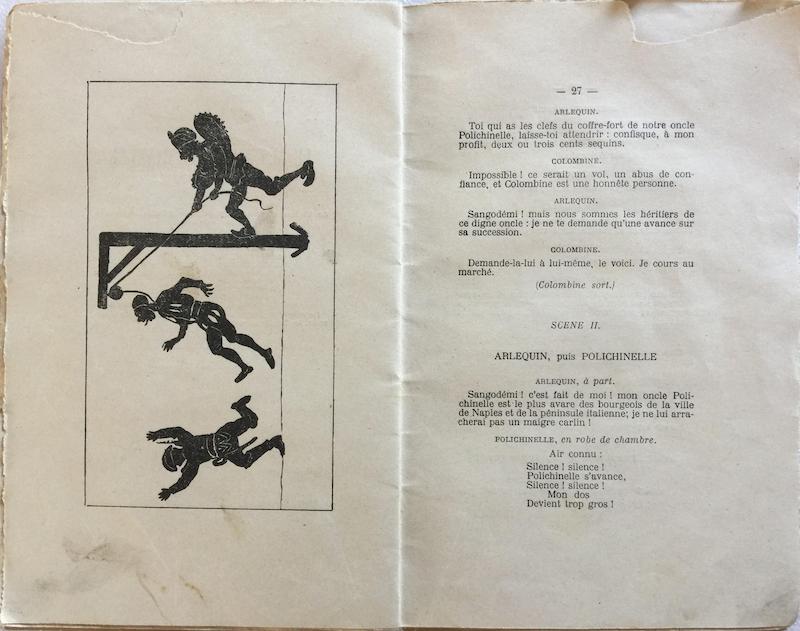 — 27 —
ARLEQUIN.
Toi qui as les clefs du coffre-fort de notre oncle
Polichinelle, laisse-toi attendrir : confisque, à mon
profit, deux ou trois cents sequins.
COLOMBINE.
Impossible ! ce serait un vol, un abus de con-
fiance, et Colombine est une honnête personne.
ARLEQUIN.
Sangodémi ! mais nous sommes les héritiers de
ce digne oncle : je ne te demande qu'une avance sur
sa succession.
COLOMBINE.
Demande-la-lui à lui-même, le voici. Je cours au
marché.
(Colombine sort.)
SCENE II.
ARLEQUIN, puis POLICHINELLE
ARLEQUIN, à part.
Sangodémi ! c'est fait de moi ! mon oncle Poli-
chinelle est le plus avare des bourgeois de la ville
de Naples et de la péninsule italienne; je ne lui arra-
cherai pas un maigre carlin !
POLICHINELLE, en robe de chambre.
Air connu :
Silence ! silence !
Polichinelle s'avance,
Silence ! silence !
Mon dos
Devient trop gros !